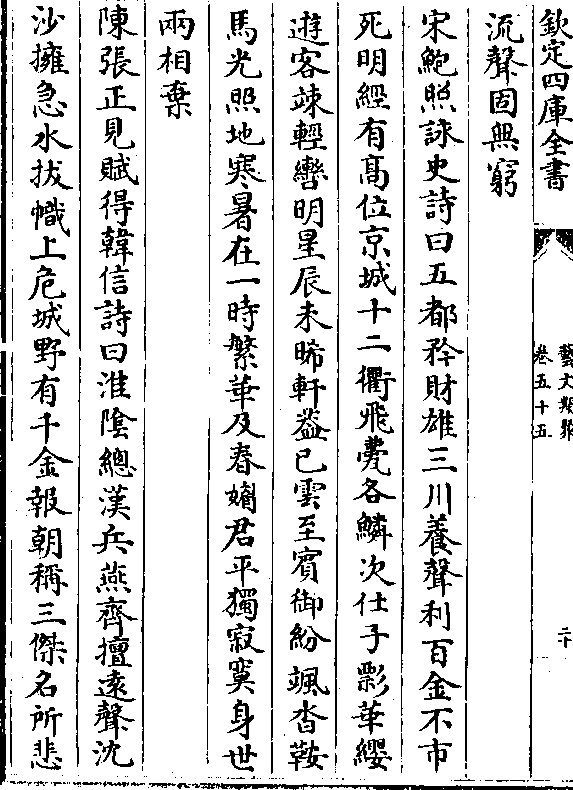 欽定四庫全書
藝文類聚
卷五十五
二十
流聲固無窮
宋鮑照詠史詩曰五都矜財雄三川養聲利百金不市
死明經有髙位京城十二衢飛甍各鱗次仕子彯華纓
遊客竦輕轡明星辰未晞軒葢已雲至賓御紛颯沓鞍
馬光照地寒暑在一時繁華及春媚君平獨寂寞身世
兩相棄
陳張正見賦得韓信詩曰淮隂總漢兵燕齊擅逺聲沈
沙擁急水拔幟上危城野有千金報朝稱三傑名所悲